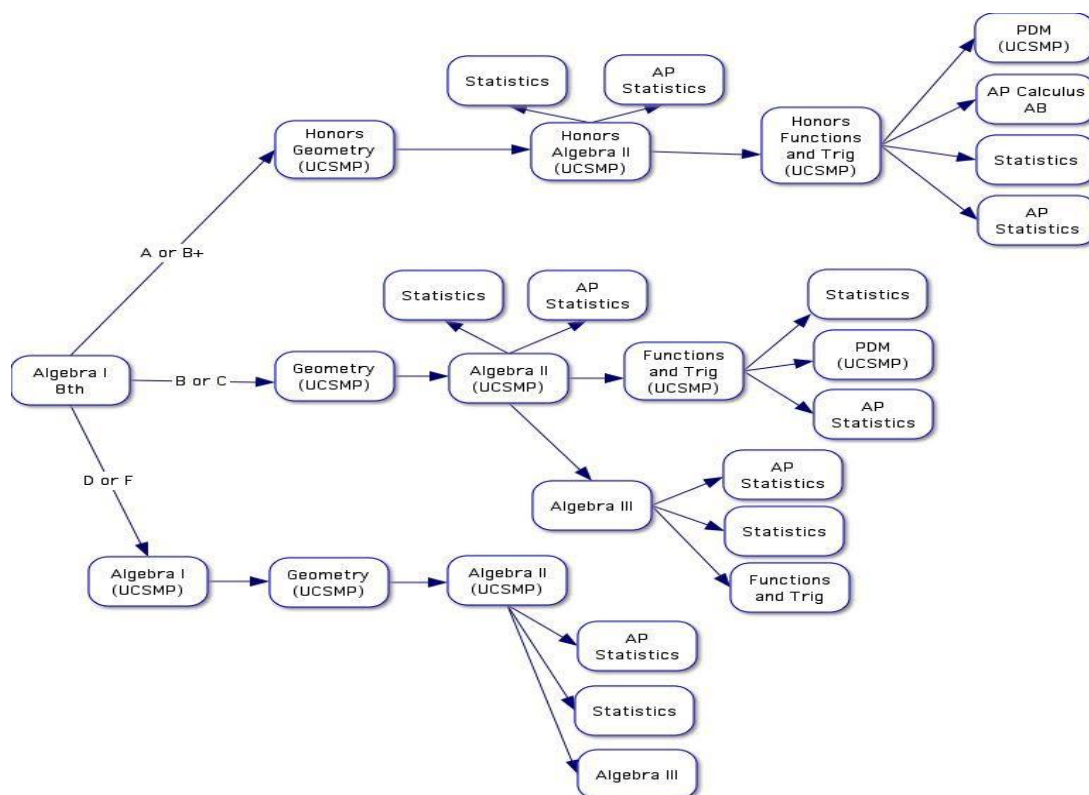 PDM
(UCSMP)
Statistics
AP
Statistics
AP Calculus
AB
Honors
Geometry
(UCSMP)
Honors
Algebra II
(UCSMP)
Honors
Functions
and Trig
(UCSMP)
Statistics
AP
Statistics
A or B+
Statistics
AP
Statistics
Statistics
Algebra I
8th
B or C
Geometry
(UCSMP)
Algebra II
(UCSMP)
Functions
and Trig
(UCSMP)
PDM
(UCSMP)
AP
Statistics
D or F
AP
Statistics
Algebra III
Statistics
Functions
and Trig
Algebra I
(UCSMP)
Geometry
(UCSMP)
Algebra II
(UCSMP)
AP
Statistics
Statistics
Algebra III